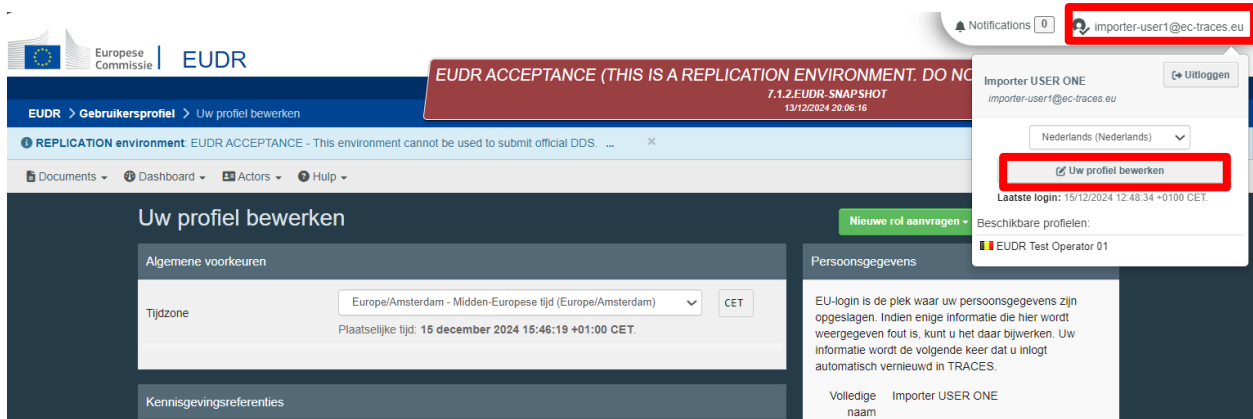 Notifications 0 importer-user1@ec-traces.eu
Europese
Commissie
EUDR
EUDR ACCEPTANCE (THIS IS A REPLICATION ENVIRONMENT. DO NO
7.1.2.EUDR-SNAPSHOT
13/12/2024 20:06:16
EUDR > Gebruikersprofiel > Uw profiel bewerken
REPLICATION environment: EUDR ACCEPTANCE - This environment cannot be used to submit official DDS. ... ×
Documents Dashboard Actors Hulp
Importer USER ONE
Uitloggen
importer-user1@ec-traces.eu
Nederlands (Nederlands)
Uw profiel bewerken
Laatste login: 15/12/2024 12:48:34 +0100 CET.
Beschikbare profielen:
EUDR Test Operator 01
Uw profiel bewerken
Nieuwe rol aanvragen
Algemene voorkeuren
Tijdzone
Europe/Amsterdam - Midden-Europese tijd (Europe/Amsterdam)
CET
Plaatselijke tijd: 15 december 2024 15:46:19 +01:00 CET.
Kennisgevingsreferenties
Persoonsgegevens
EU-login is de plek waar uw persoonsgegevens zijn
opgeslagen. Indien enige informatie die hier wordt
weergegeven fout is, kunt u het daar bijwerken. Uw
informatie wordt de volgende keer dat u inlogt
automatisch vernieuwd in TRACES.
Volledige Importer USER ONE
naam